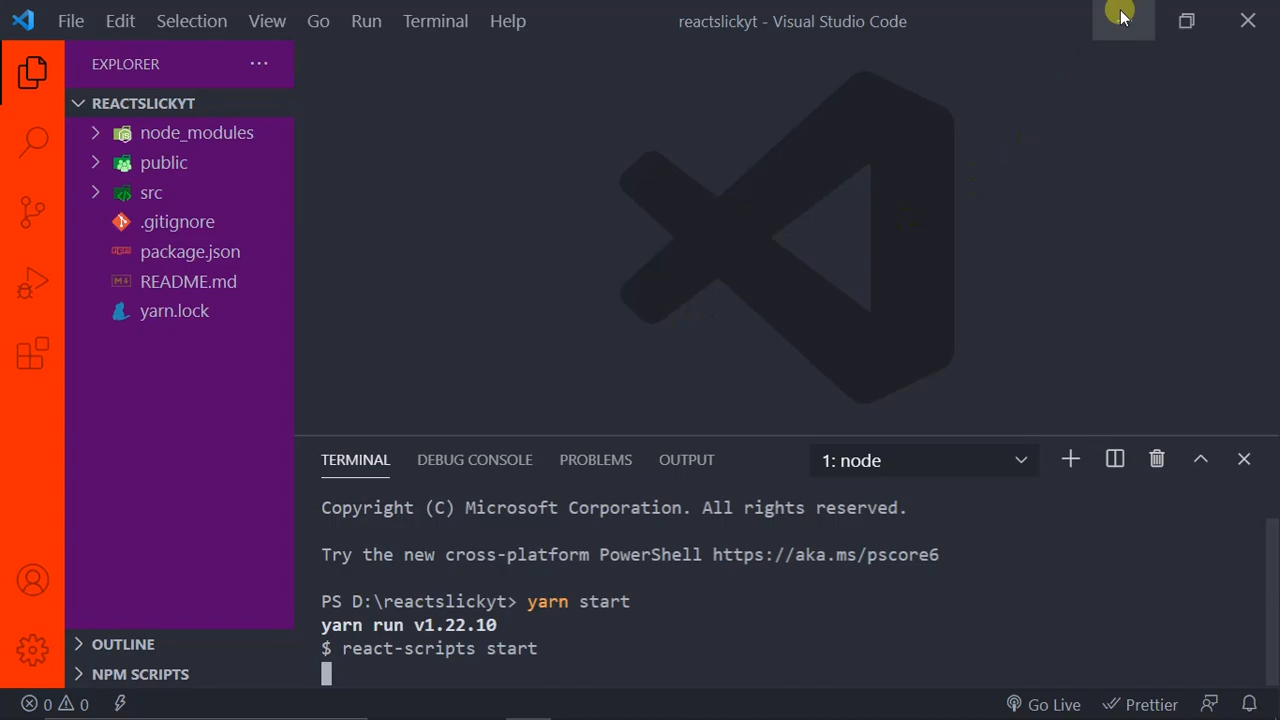 File Edit Selection View Go Run Terminal Help
reactslickyt - Visual Studio Code
EXPLORER
REACTSLICKYT
node_modules
public
src
.gitignore
package.json
README.md
yarn.lock
OUTLINE
NPM SCRIPTS
TERMINAL DEBUG CONSOLE PROBLEMS OUTPUT
1: node
Copyright (C) Microsoft Corporation. All rights reserved.
Try the new cross-platform PowerShell https://aka.ms/pscore6
PS D:\reactslickyt> yarn start
yarn run v1.22.10
$ react-scripts start
0 0
Go Live Prettier